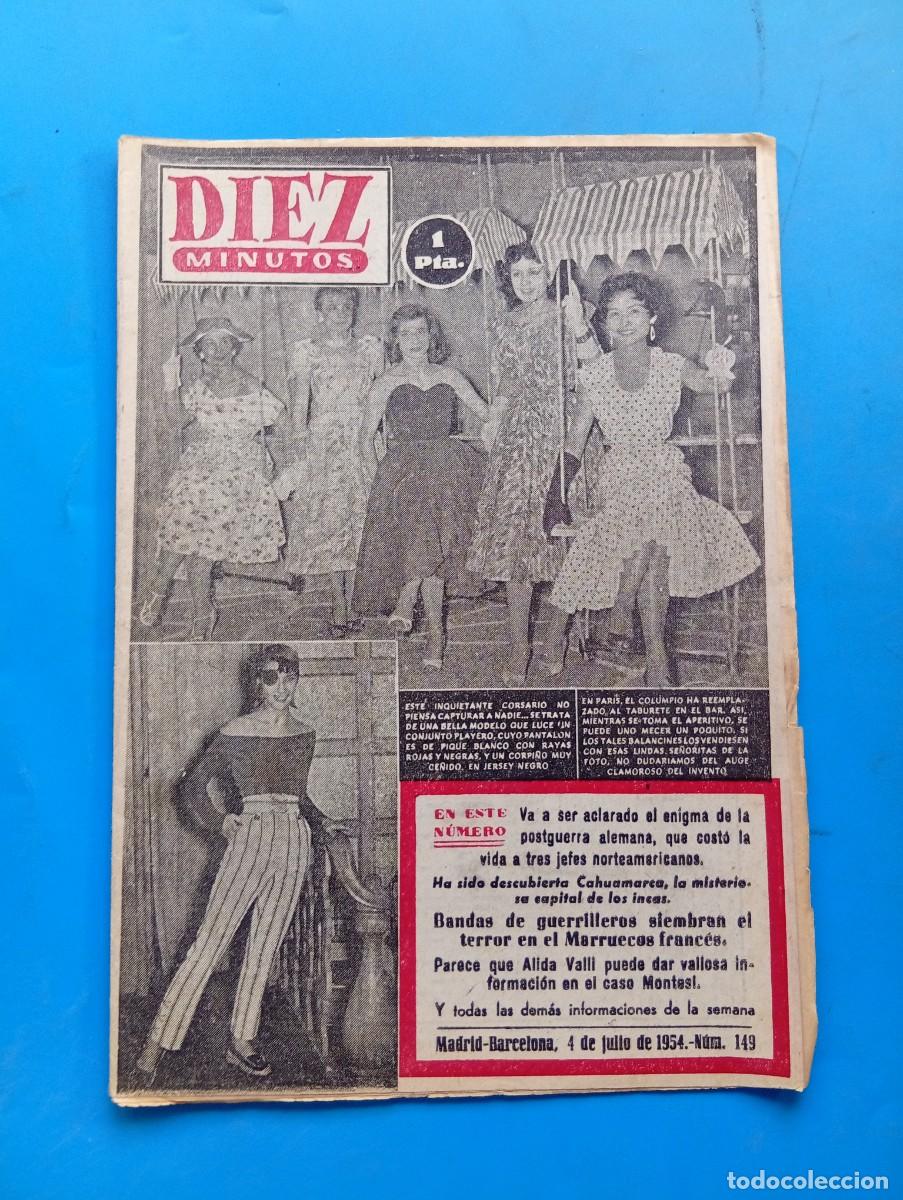 DIEZ
MINUTOS
1
Pta.
ESTE INQUIETANTE CORSARIO NO
PIENSA CAPTURAR A NADIE... SE TRATA
DE UNA BELLA MODELO QUE LUCE UN
CONJUNTO PLAYERO, CUYO PANTALON
ES DE PIQUE BLANCO CON RAYAS
ROJAS Y NEGRAS, Y UN CORPIÑO MUY
CEÑIDO, EN JERSEY NEGRO
EN PARIS, EL COLUMPIO HA REEMPLA-
ZADO AL TABURETE EN EL BAR. ASI,
MIENTRAS SE TOMA EL APERITIVO, SE
PUEDE UNO MECER UN POQUITO. SI
LOS TALES BALANCINES LOS VENDIESEN
CON ESAS LINDAS SEÑORITAS DE LA
FOTO, NO DUDARIAMOS DEL AUGE
CLAMOROSO DEL INVENTO
EN ESTE
NÚMERO
Va a ser aclarado el enigma de la
postguerra alemana, que costó la
vida a tres jefes norteamericanos.
Ha sido descubierta Cahuamarca, la misterio-
sa capital de los incas.
Bandas de guerrilleros siembran el
terror en el Marruecos francés.
Parece que Alida Valli puede dar valiosa in-
formación en el caso Montesi.
Y todas las demás informaciones de la semana
Madrid-Barcelona, 4 de julio de 1954.-Núm. 149
todocoleccion